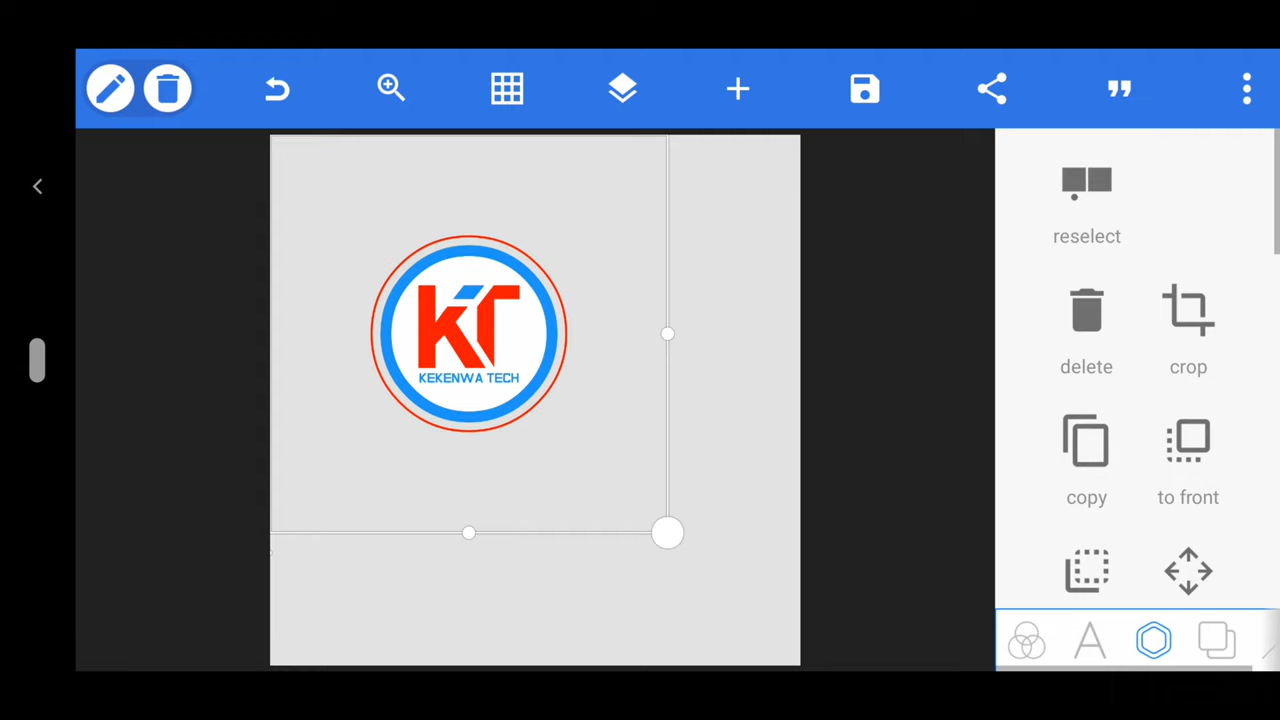 reselect
KT
KEKENWA TECH
delete
crop
copy
to front